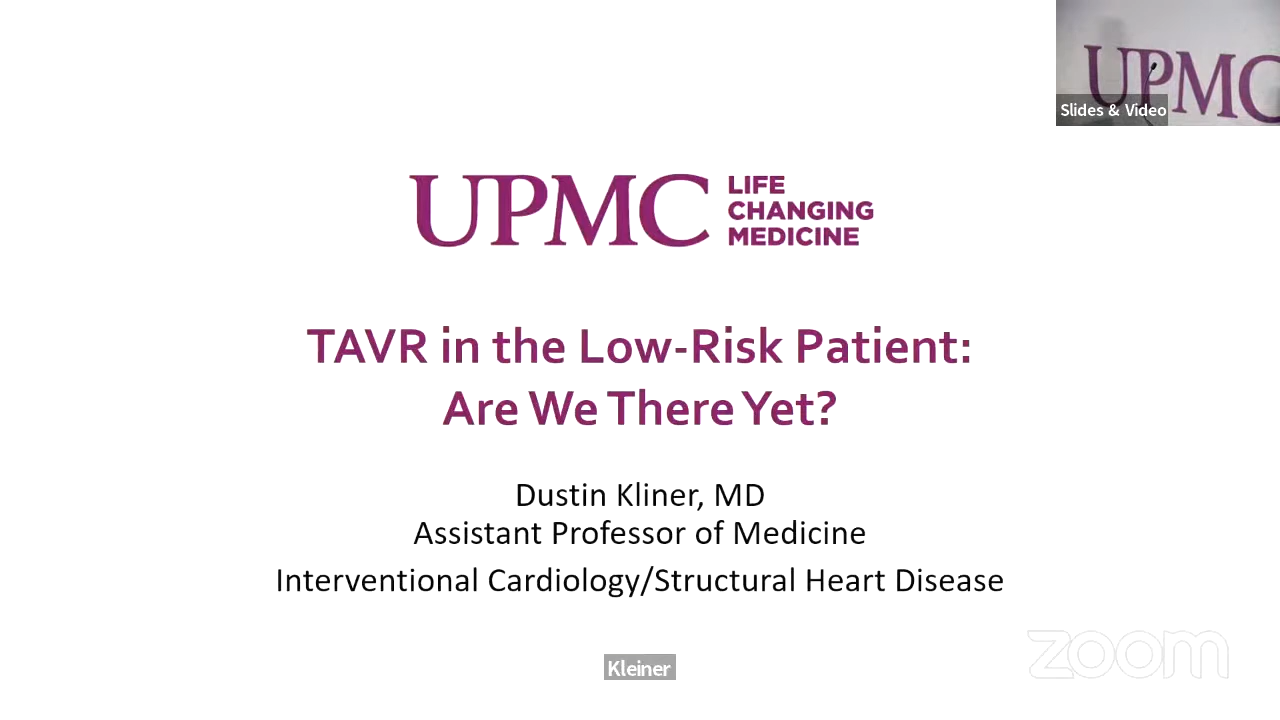 UPMC
Slides & Video
UPMC LIFE
CHANGING
MEDICINE
TAVR in the Low-Risk Patient:
Are We There Yet?
Dustin Kliner, MD
Assistant Professor of Medicine
Interventional Cardiology/Structural Heart Disease
Kleiner
zoom